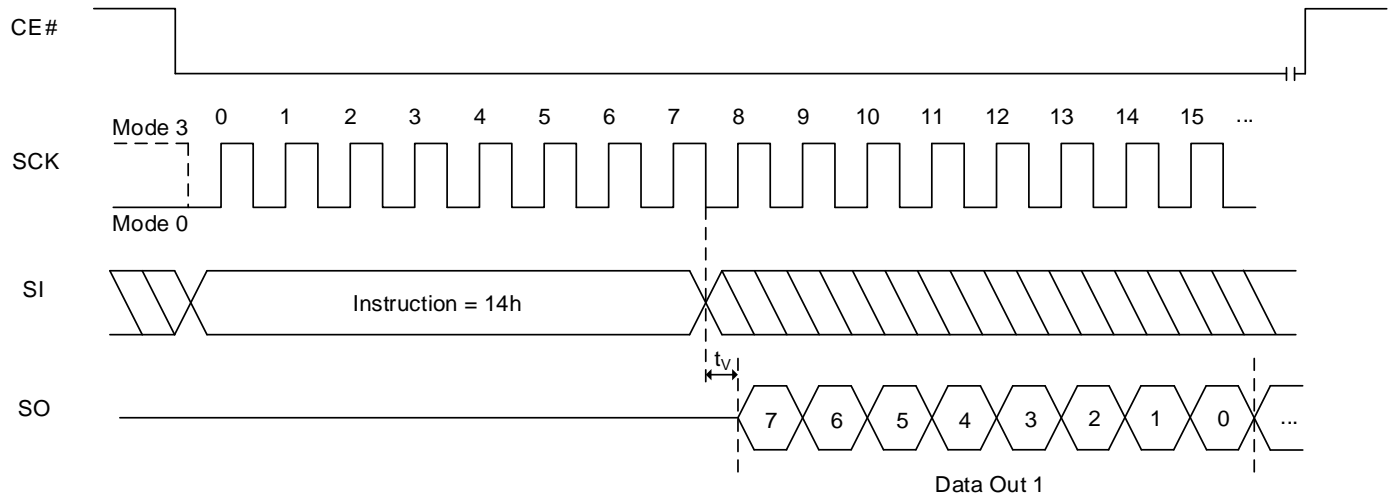 CE#
0 1 2 3 4 5 6 7 8 9 10 11 12 13 14 15 ...
Mode 3
SCK
Mode 0
SI
Instruction = 14h
tV
SO
7 6 5 4 3 2 1 0 ...
Data Out 1